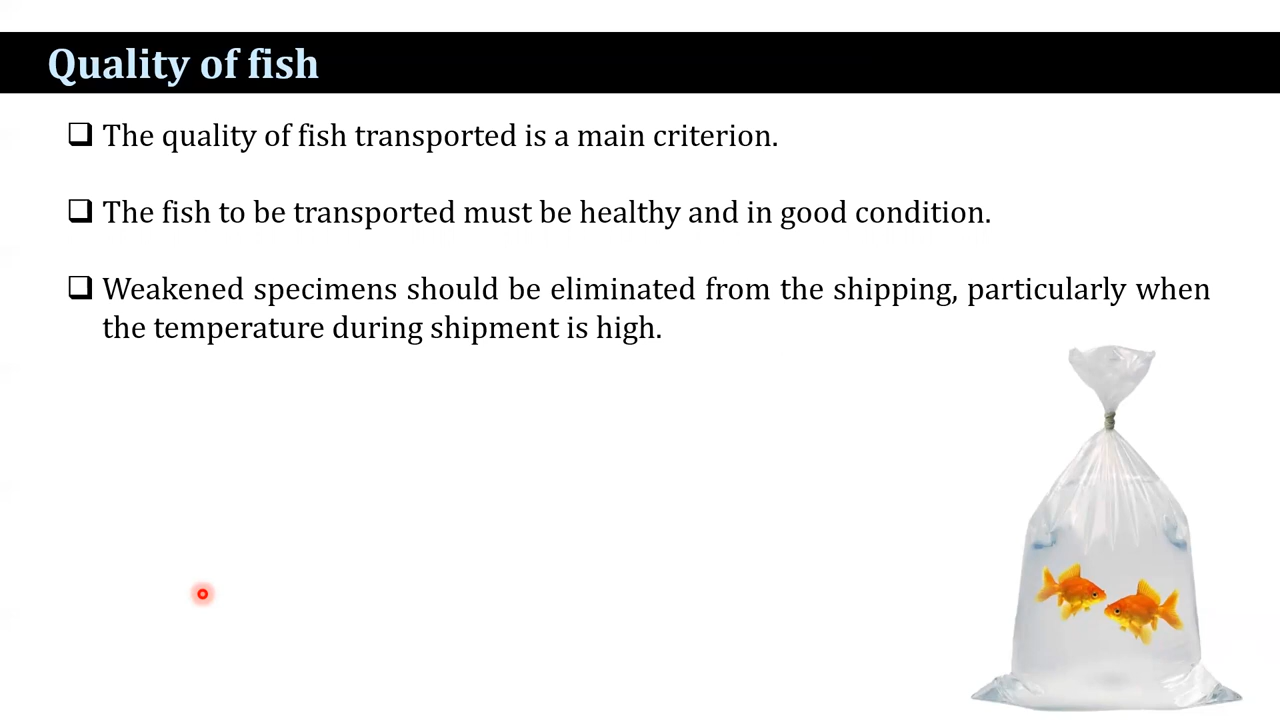 Quality of fish
❑ The quality of fish transported is a main criterion.
❑ The fish to be transported must be healthy and in good condition.
❑ Weakened specimens should be eliminated from the shipping, particularly when
the temperature during shipment is high.